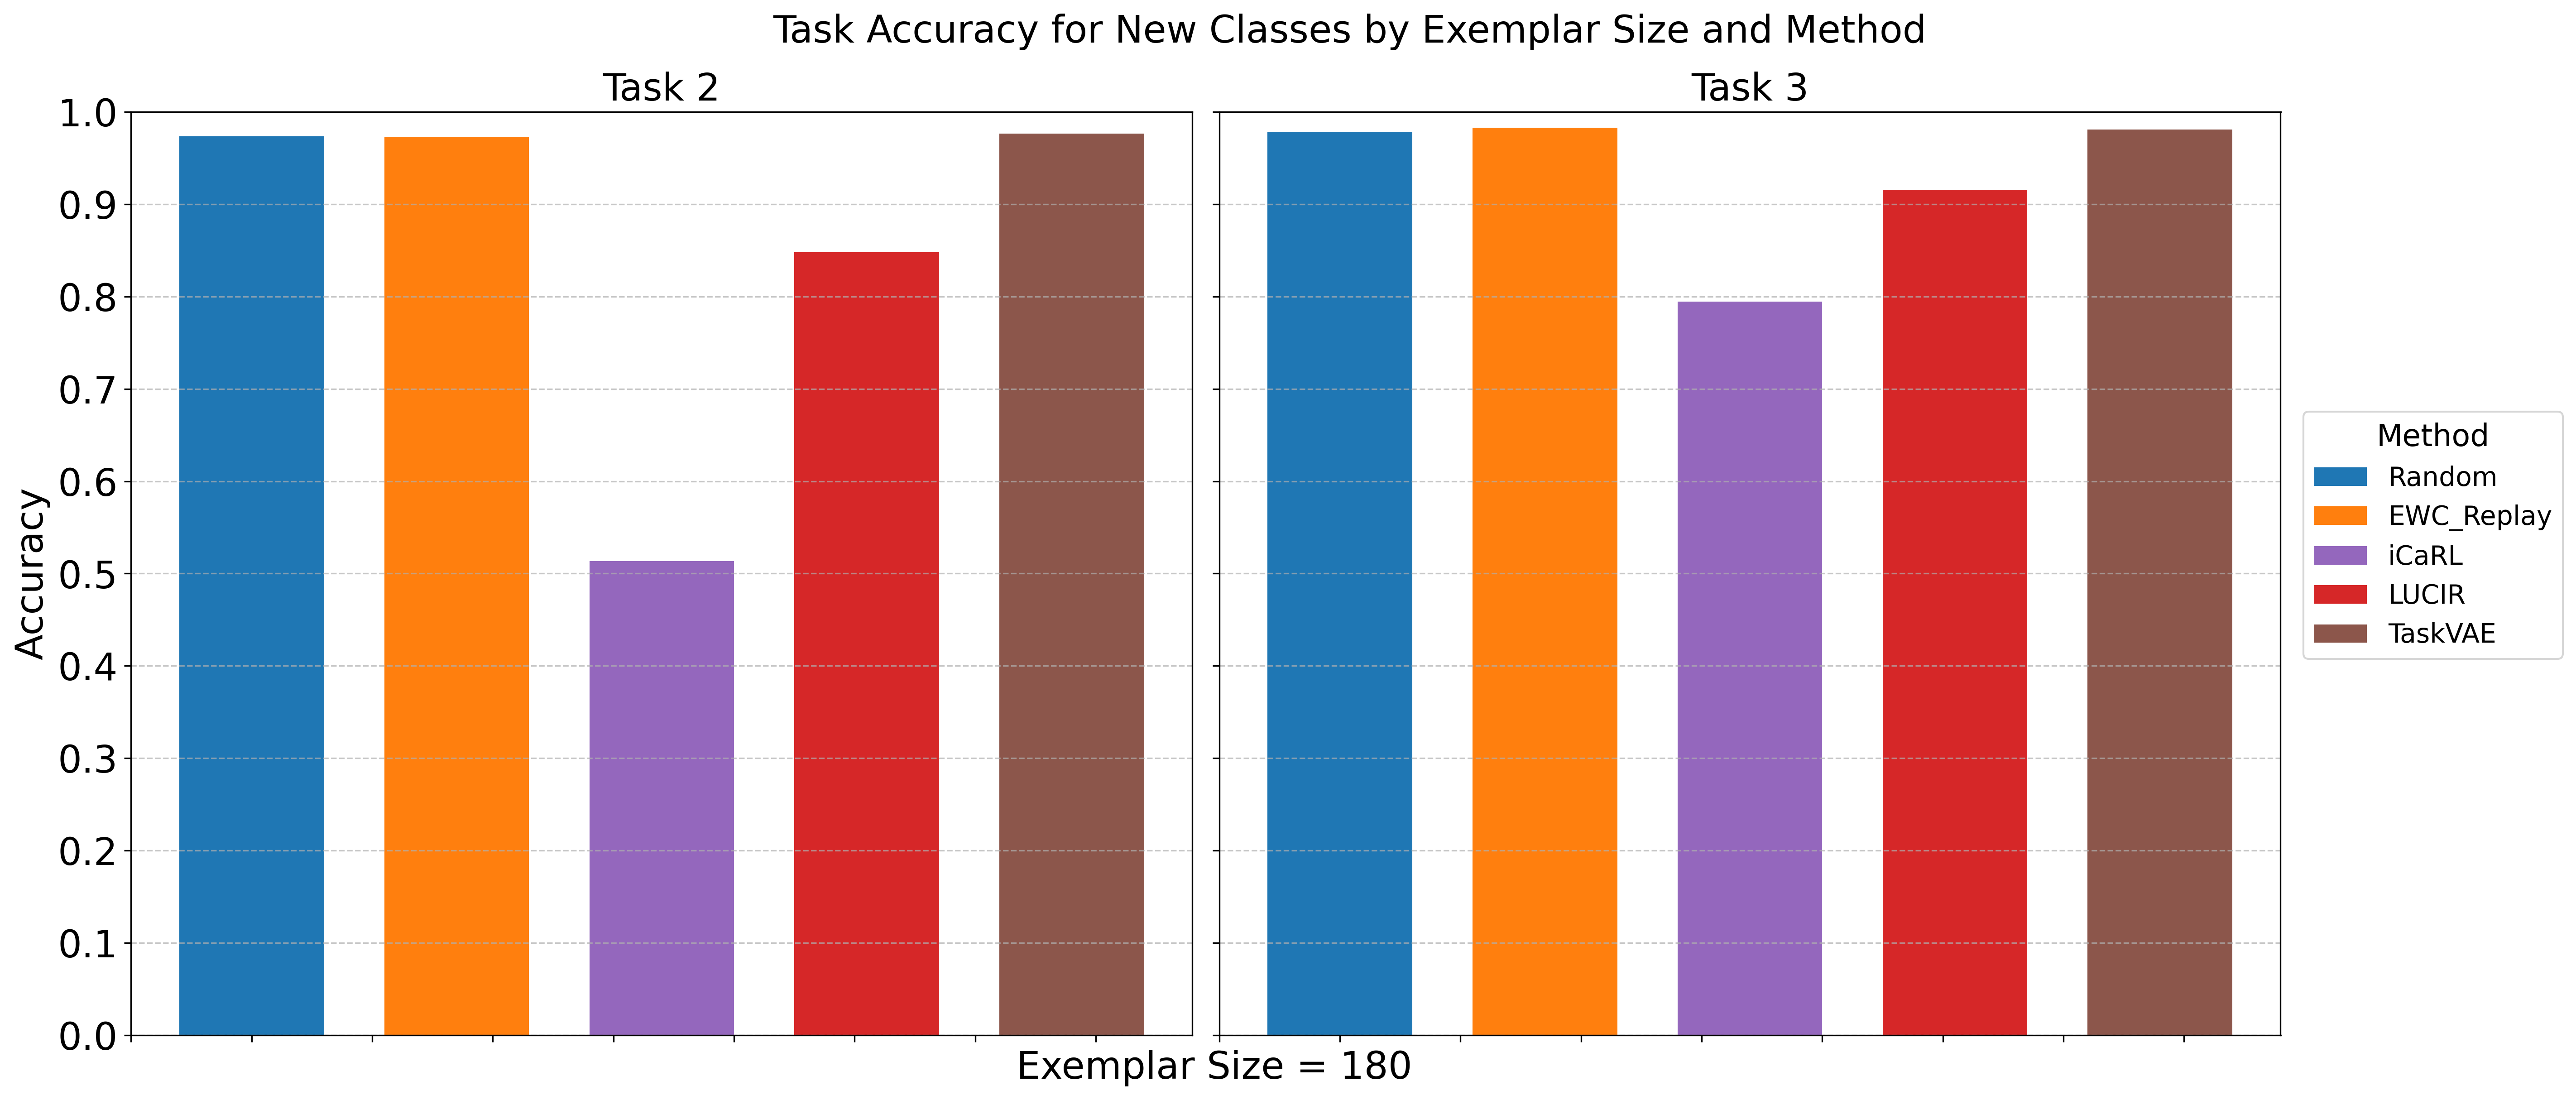 Task Accuracy for New Classes by Exemplar Size and Method
Task 2
Task 3
1.0
0.9
0.8
0.7
0.6
0.5
0.4
0.3
0.2
0.1
0.0
Accuracy
Exemplar Size = 180
Method
Random
EWC_Replay
iCaRL
LUCIR
TaskVAE